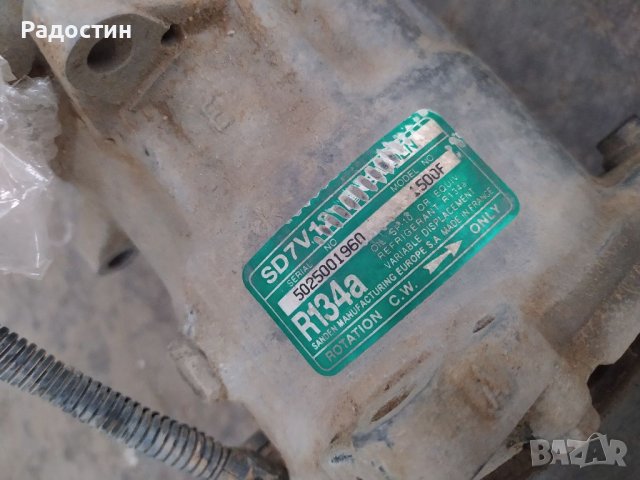 Радостин
SD7V1
SERIAL NO. MODEL NO.
5025001960 1500F
R134a
OIL SP.10 OR EQUIV.
REFRIGERANT R134a
VARIABLE DISPLACEMENT
SANDEN MANUFACTURING EUROPE S.A. MADE IN FRANCE
ROTATION C.W. ONLY
BAZAR